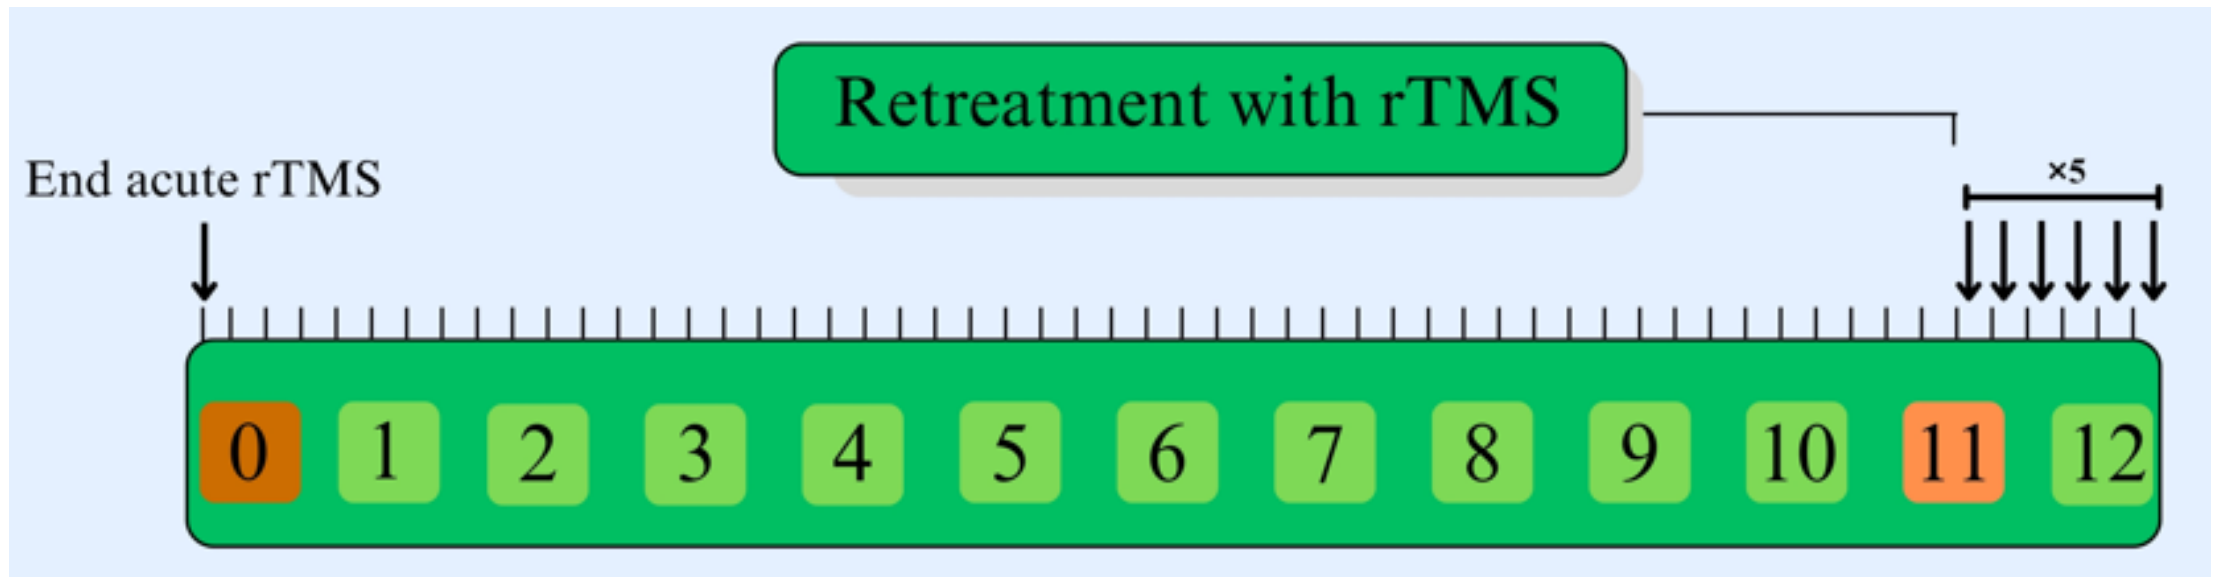 Retreatment with rTMS
End acute rTMS
×5
0 1 2 3 4 5 6 7 8 9 10 11 12